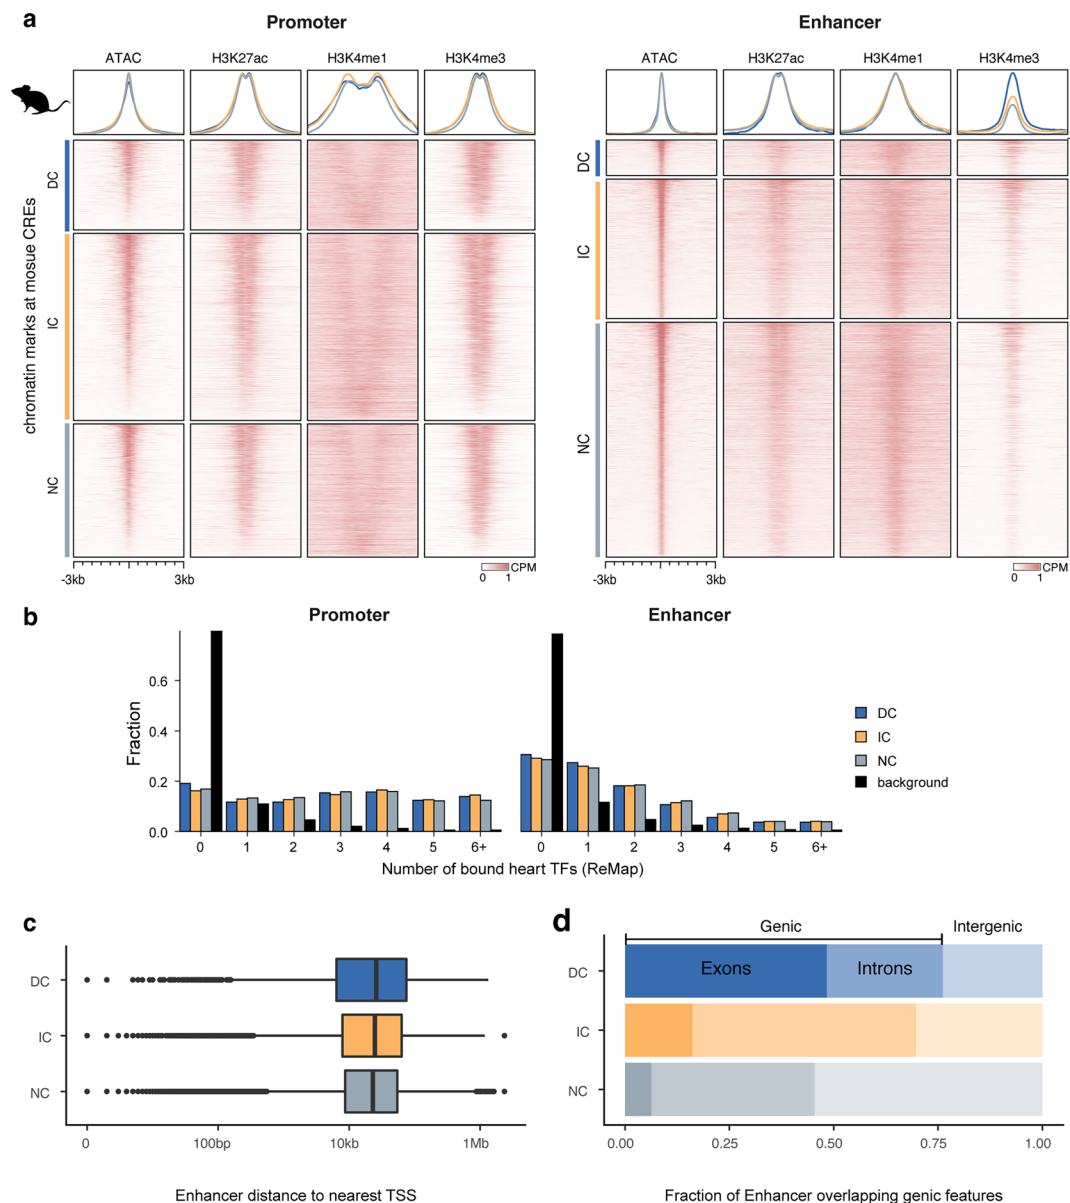 a
Promoter
Enhancer
ATAC
H3K27ac
H3K4me1
H3K4me3
ATAC
H3K27ac
H3K4me1
H3K4me3
chromatin marks at mosue CREs
DC
IC
NC
DC
IC
NC
-3kb
3kb
CPM
0
1
-3kb
3kb
CPM
0
1
b
Promoter
Enhancer
Fraction
0.6
0.4
0.2
0.0
0 1 2 3 4 5 6+
0 1 2 3 4 5 6+
Number of bound heart TFs (ReMap)
DC
IC
NC
background
c
DC
IC
NC
0 100bp 10kb 1Mb
Enhancer distance to nearest TSS
d
Genic
Intergenic
DC
Exons
Introns
IC
NC
0.00 0.25 0.50 0.75 1.00
Fraction of Enhancer overlapping genic features